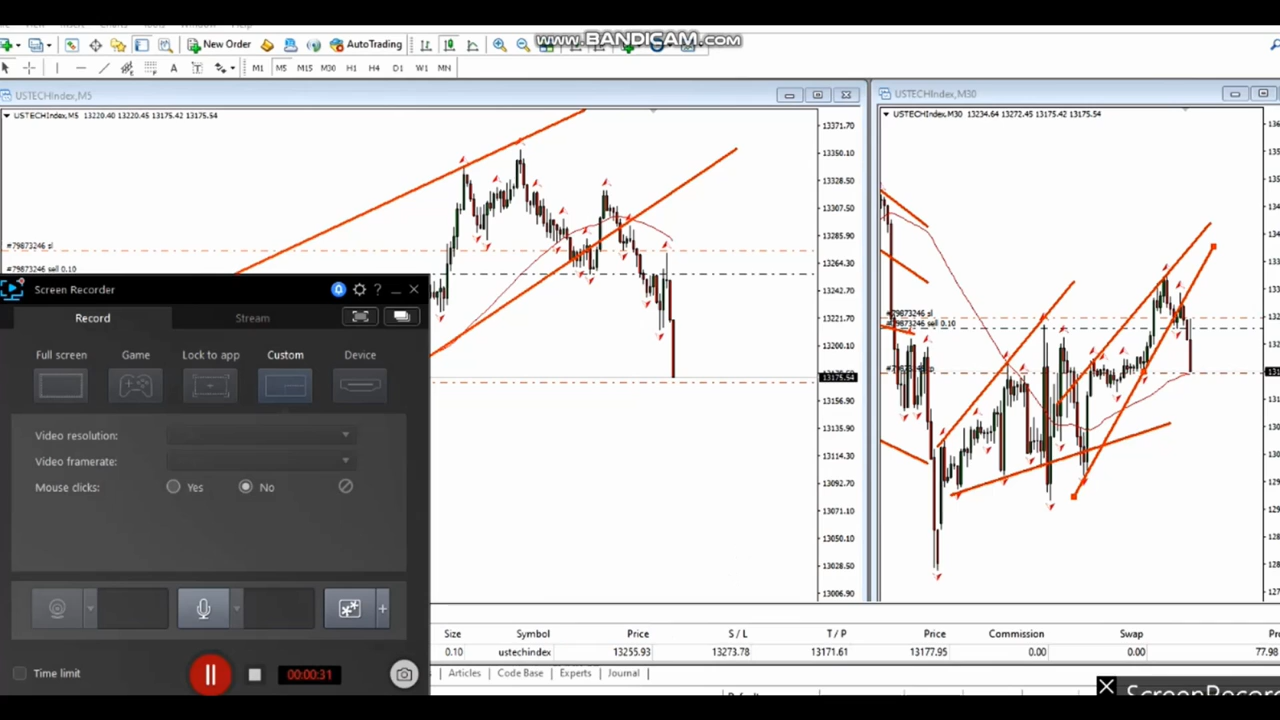 www.BANDICAM.com
New Order
AutoTrading
M1 M5 M15 M30 H1 H4 D1 W1 MN
USTECHIndex,M5
USTECHIndex,M5 13220.40 13220.45 13175.42 13175.54
13371.70
13350.10
13328.50
13307.50
13285.90
13264.30
13242.70
13221.70
13200.10
13175.54
13156.90
13135.90
13114.30
13092.70
13071.10
13050.10
13028.50
13006.90
#79873246 sl
#79873246 sell 0.10
USTECHIndex,M30
USTECHIndex,M30 13234.64 13272.45 13175.42 13175.54
#79873246 sl
#79873246 sell 0.10
Screen Recorder
Record Stream
Full screen Game Lock to app Custom Device
Video resolution:
Video framerate:
Mouse clicks: Yes No
Time limit
00:00:31
Size Symbol Price S / L T / P Price Commission Swap
0.10 ustechindex 13255.93 13273.78 13171.61 13177.95 0.00 0.00 77.98
Articles Code Base Experts Journal